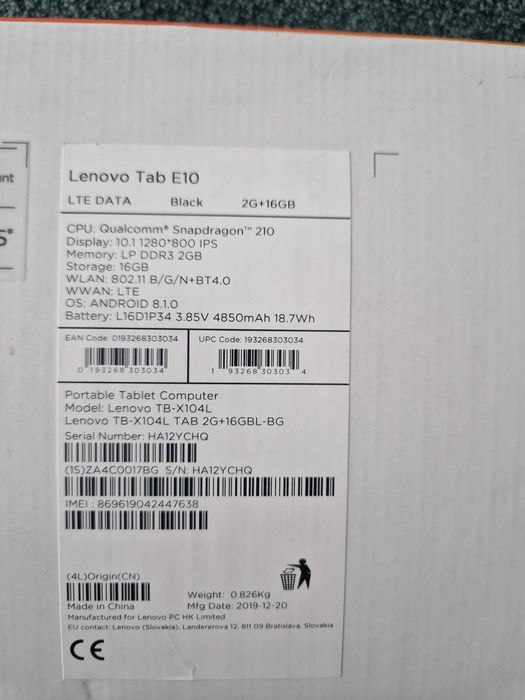 nt
5°
Lenovo Tab E10
LTE DATA Black 2G+16GB
CPU: Qualcomm® Snapdragon™ 210
Display: 10.1 1280*800 IPS
Memory: LP DDR3 2GB
Storage: 16GB
WLAN: 802.11 B/G/N+BT4.0
WWAN: LTE
OS: ANDROID 8.1.0
Battery: L16D1P34 3.85V 4850mAh 18.7Wh
EAN Code: 0193268303034 UPC Code: 193268303034
0 193268 303034 1 93268 30303 4
Portable Tablet Computer
Model: Lenovo TB-X104L
Lenovo TB-X104L TAB 2G+16GBL-BG
Serial Number: HA12YCHQ
(1S)ZA4C0017BG S/N: HA12YCHQ
IMEI : 869619042447638
(4L)Origin(CN)
Made in China
Weight: 0.826Kg
Mfg Date: 2019-12-20
Manufactured for Lenovo PC HK Limited
EU contact: Lenovo (Slovakia), Landererova 12, 811 09 Bratislava, Slovakia
CE